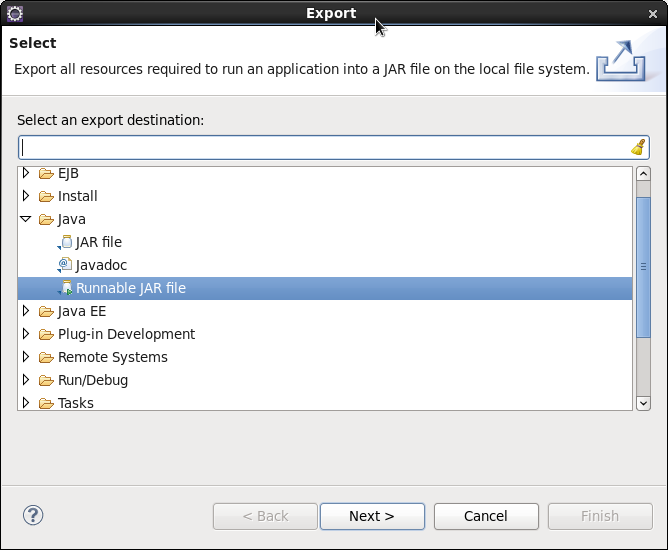 Export
Select
Export all resources required to run an application into a JAR file on the local file system.
Select an export destination:
EJB
Install
Java
JAR file
Javadoc
Runnable JAR file
Java EE
Plug-in Development
Remote Systems
Run/Debug
Tasks
< Back
Next >
Cancel
Finish